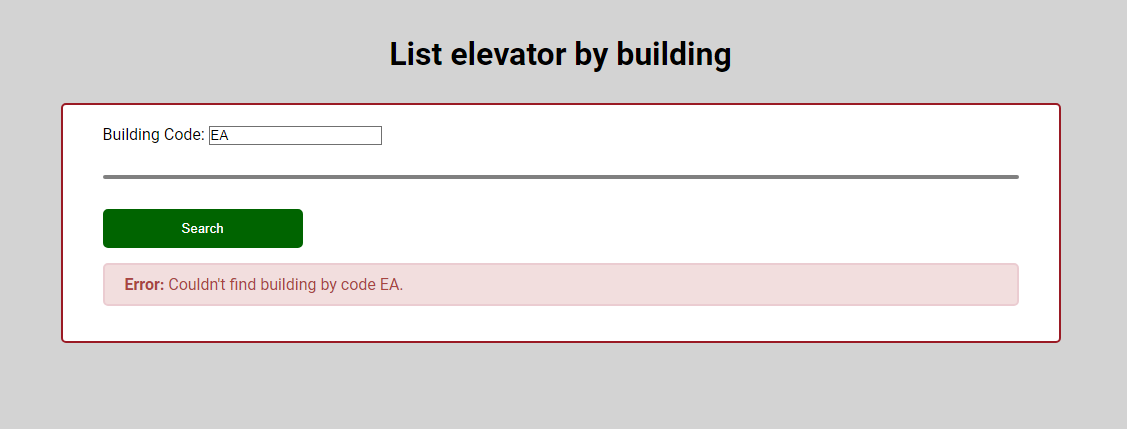 List elevator by building
Building Code: EA
Search
Error: Couldn't find building by code EA.